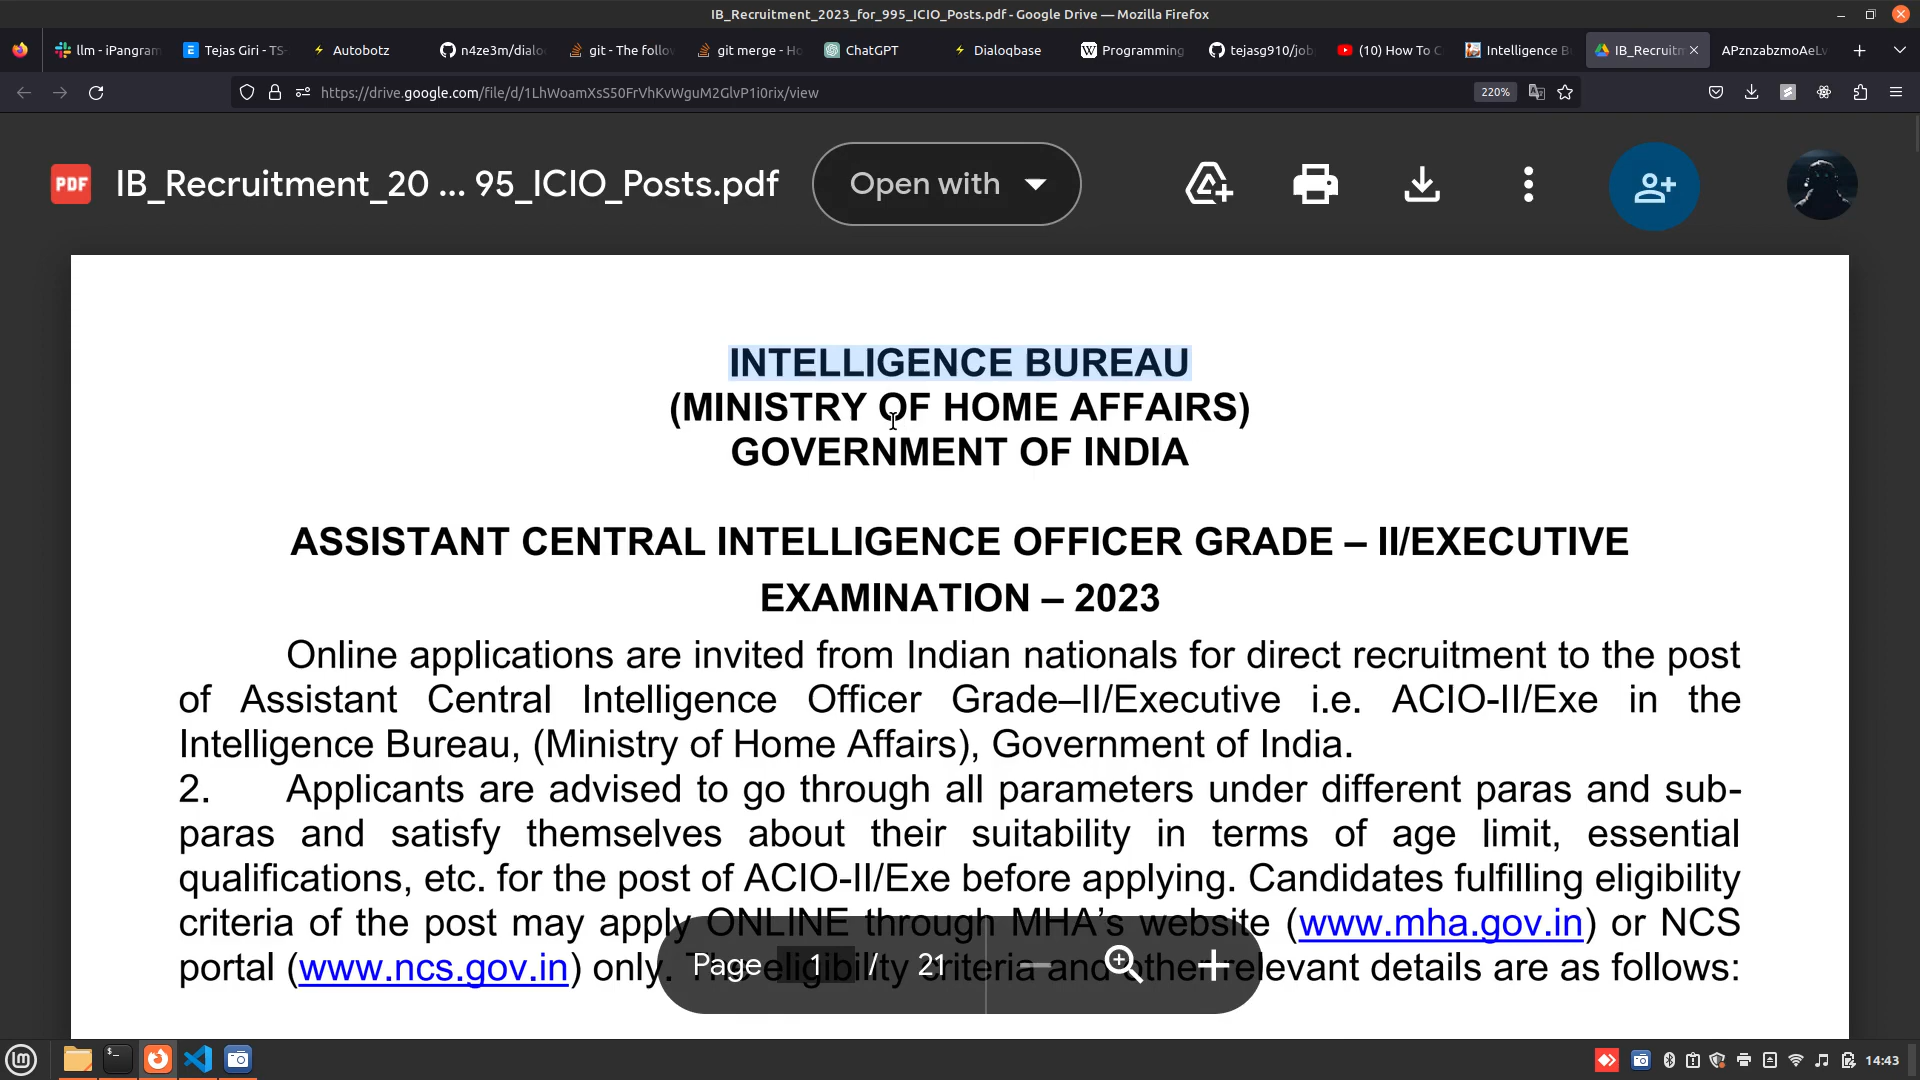 IB_Recruitment_2023_for_995_ICIO_Posts.pdf - Google Drive — Mozilla Firefox
llm - iPangram
Tejas Giri - TS-
Autobotz
n4ze3m/dialo
git - The follow
git merge - Ho
ChatGPT
Dialoqbase
Programming
tejasg910/job
(10) How To C
Intelligence B
IB_Recruitm
APznzabzmoAeLv
https://drive.google.com/file/d/1LhWoamXsS50FrVhKvWguM2GlvP1i0rix/view
220%
PDF
IB_Recruitment_20 ... 95_ICIO_Posts.pdf
Open with
INTELLIGENCE BUREAU
(MINISTRY OF HOME AFFAIRS)
GOVERNMENT OF INDIA
ASSISTANT CENTRAL INTELLIGENCE OFFICER GRADE – II/EXECUTIVE
EXAMINATION – 2023
Online applications are invited from Indian nationals for direct recruitment to the post
of Assistant Central Intelligence Officer Grade–II/Executive i.e. ACIO-II/Exe in the
Intelligence Bureau, (Ministry of Home Affairs), Government of India.
2. Applicants are advised to go through all parameters under different paras and sub-
paras and satisfy themselves about their suitability in terms of age limit, essential
qualifications, etc. for the post of ACIO-II/Exe before applying. Candidates fulfilling eligibility
criteria of the post may apply ONLINE through MHA's website (www.mha.gov.in) or NCS
portal (www.ncs.gov.in) only. The eligibility criteria and other relevant details are as follows:
Page 1 / 21
14:43